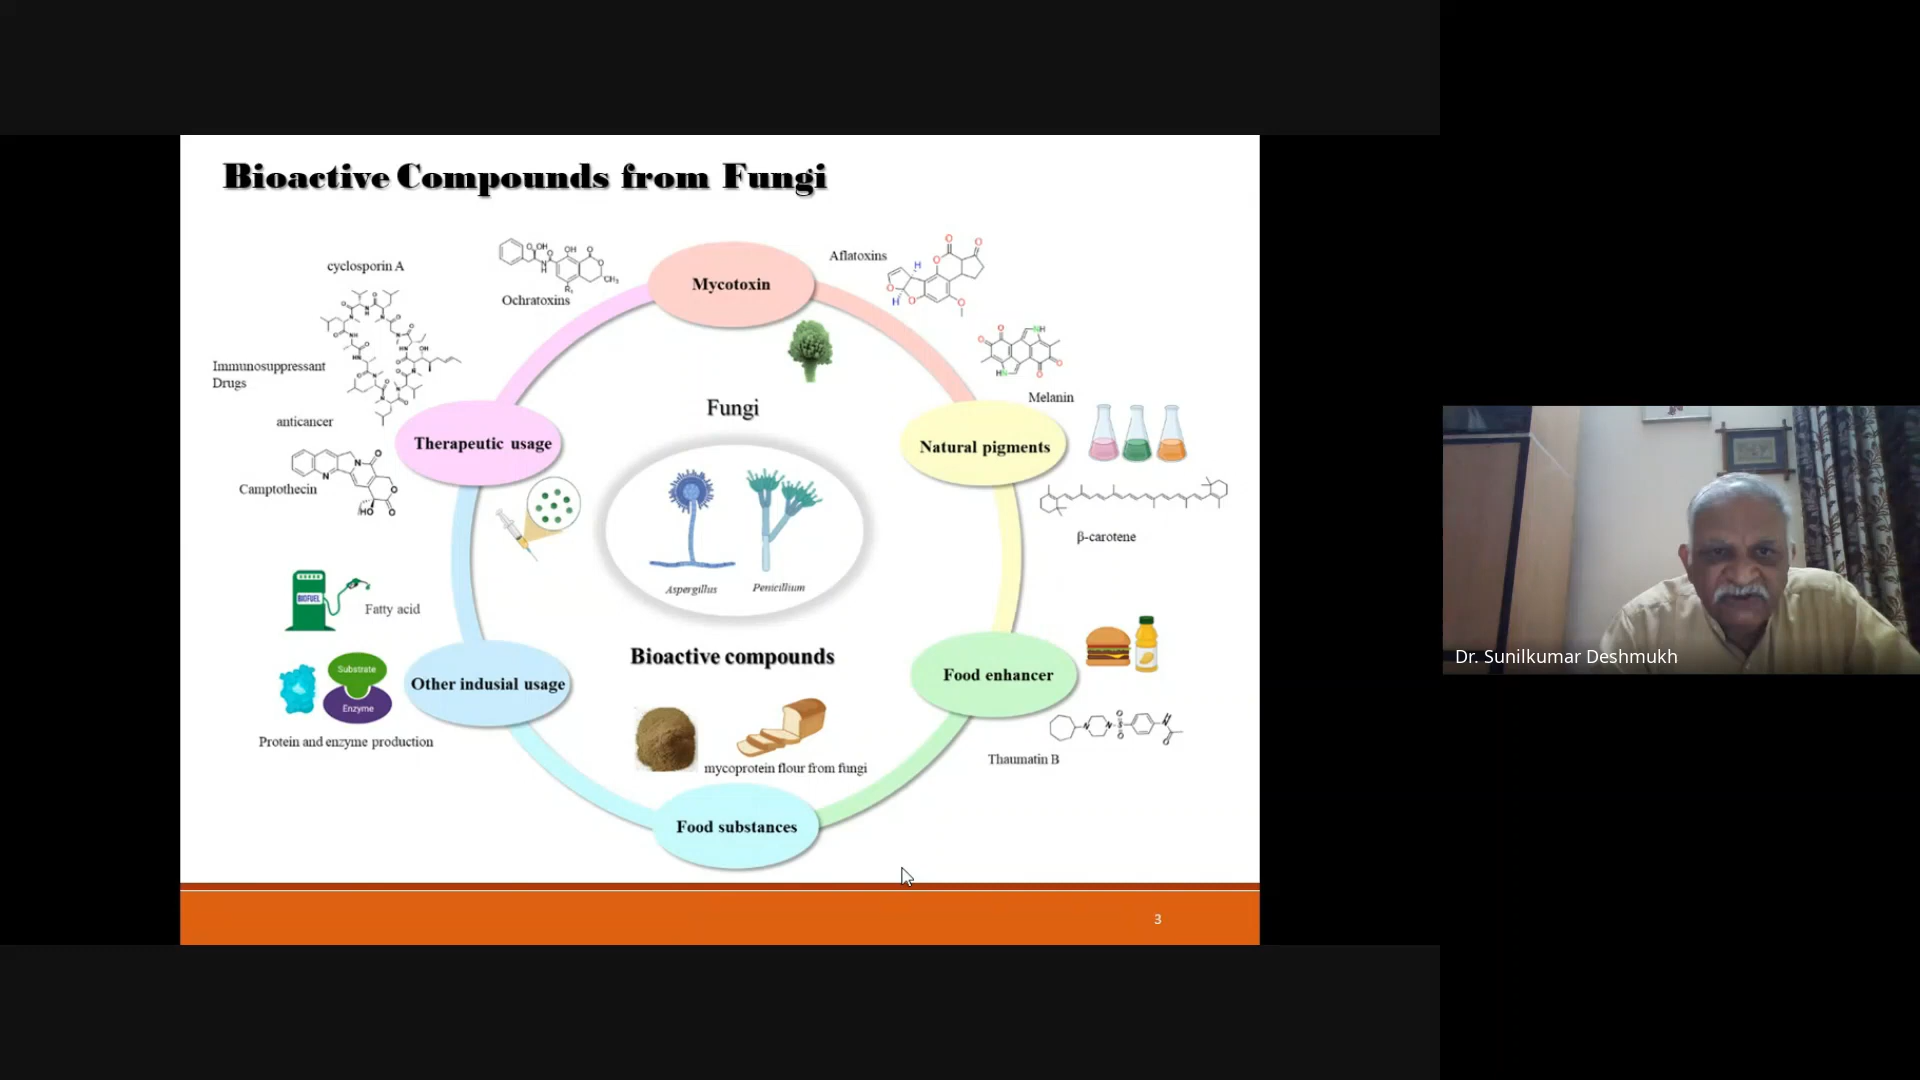 Bioactive Compounds from Fungi
cyclosporin A
Ochratoxins
Mycotoxin
Aflatoxins
Immunosuppressant
Drugs
Melanin
anticancer
Fungi
Therapeutic usage
Natural pigments
Camptothecin
β-carotene
Aspergillus
Penicillium
BIOFUEL
Fatty acid
Bioactive compounds
Substrate
Enzyme
Other indusial usage
Food enhancer
Protein and enzyme production
mycoprotein flour from fungi
Thaumatin B
Food substances
3
Dr. Sunilkumar Deshmukh